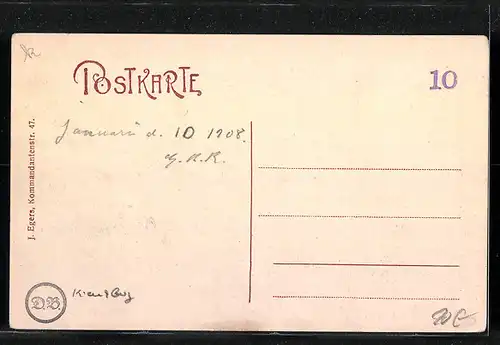 POSTKARTE
10
Januari d. 10 1908.
J. Egers, Kommandantenstr. 47.
D.B.